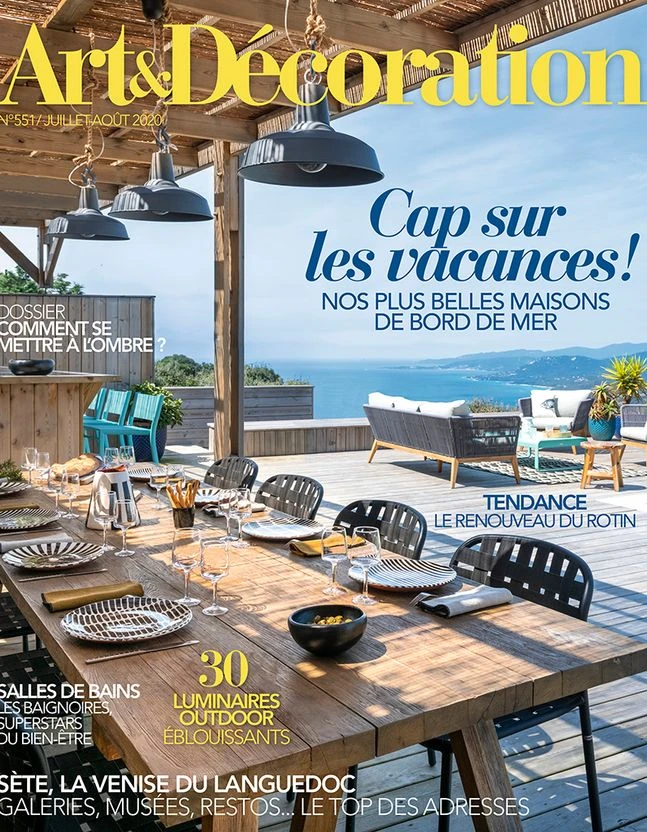 Art&Décoration
N°551/ JUILLET-AOÛT 2020
Cap sur
les vacances!
NOS PLUS BELLES MAISONS
DE BORD DE MER
DOSSIER
COMMENT SE
METTRE À L'OMBRE ?
TENDANCE
LE RENOUVEAU DU ROTIN
30
LUMINAIRES
OUTDOOR
ÉBLOUISSANTS
SALLES DE BAINS
LES BAIGNOIRES,
SUPERSTARS
DU BIEN-ÊTRE
SÈTE, LA VENISE DU LANGUEDOC
GALERIES, MUSÉES, RESTOS... LE TOP DES ADRESSES